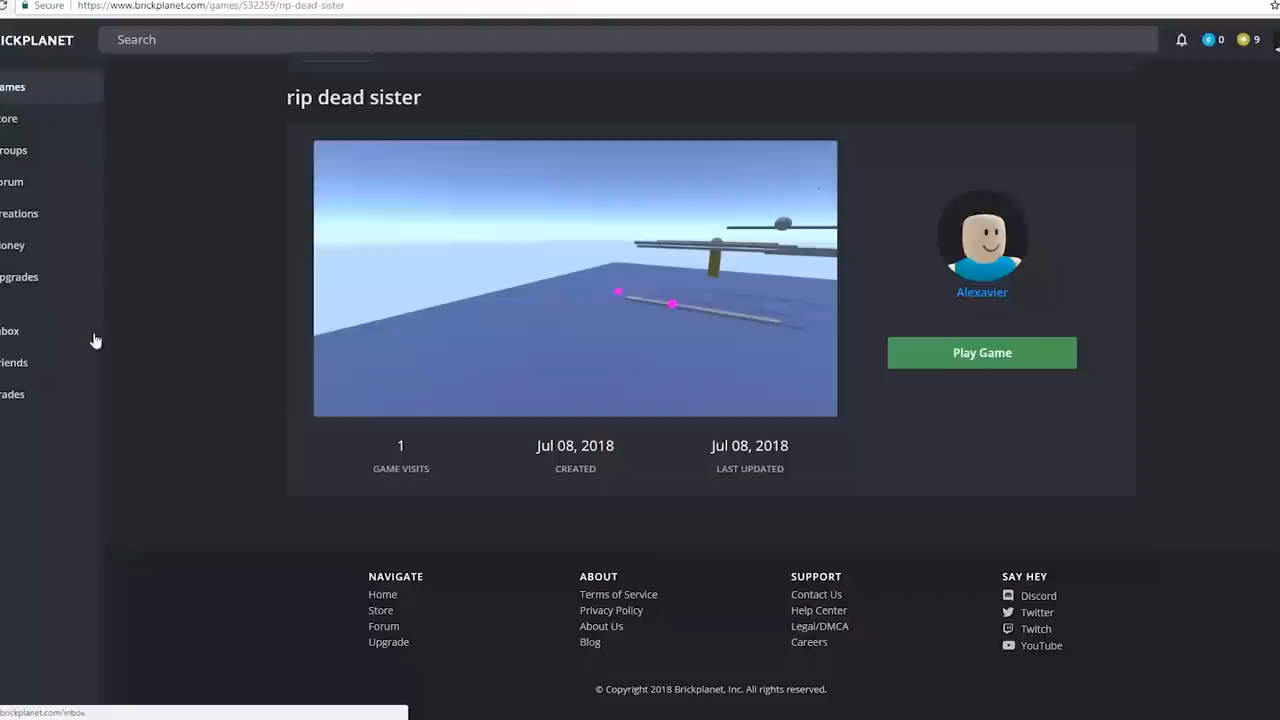 Secure https://www.brickplanet.com/games/532259/rip-dead-sister
ICKPLANET Search 0 9
ames
ore
roups
orum
reations
oney
pgrades
nbox
riends
rades
rip dead sister
Alexavier
Play Game
1 Jul 08, 2018 Jul 08, 2018
GAME VISITS CREATED LAST UPDATED
NAVIGATE ABOUT SUPPORT SAY HEY
Home Terms of Service Contact Us Discord
Store Privacy Policy Help Center Twitter
Forum About Us Legal/DMCA Twitch
Upgrade Blog Careers YouTube
© Copyright 2018 Brickplanet, Inc. All rights reserved.
brickplanet.com/inbox